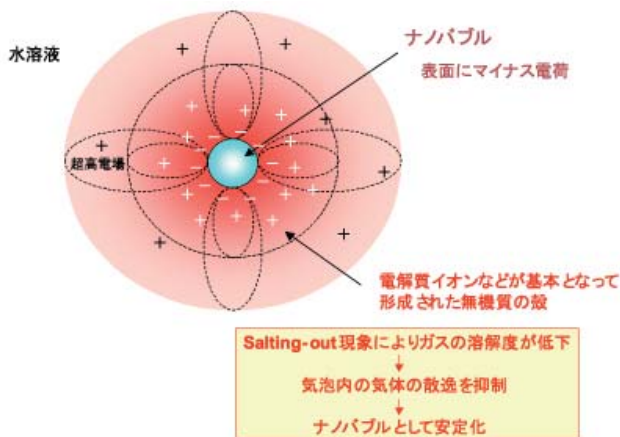 水溶液
ナノバブル
表面にマイナス電荷
超高電場
電解質イオンなどが基本となって
形成された無機質の殻
Salting-out現象によりガスの溶解度が低下
↓
気泡内の気体の散逸を抑制
↓
ナノバブルとして安定化